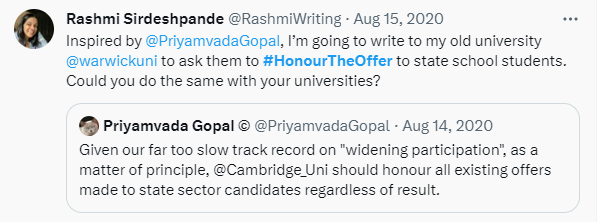 Rashmi Sirdeshpande @RashmiWriting · Aug 15, 2020
Inspired by @PriyamvadaGopal, I’m going to write to my old university
@warwickuni to ask them to #HonourTheOffer to state school students.
Could you do the same with your universities?
Priyamvada Gopal © @PriyamvadaGopal · Aug 14, 2020
Given our far too slow track record on "widening participation", as a
matter of principle, @Cambridge_Uni should honour all existing offers
made to state sector candidates regardless of result.